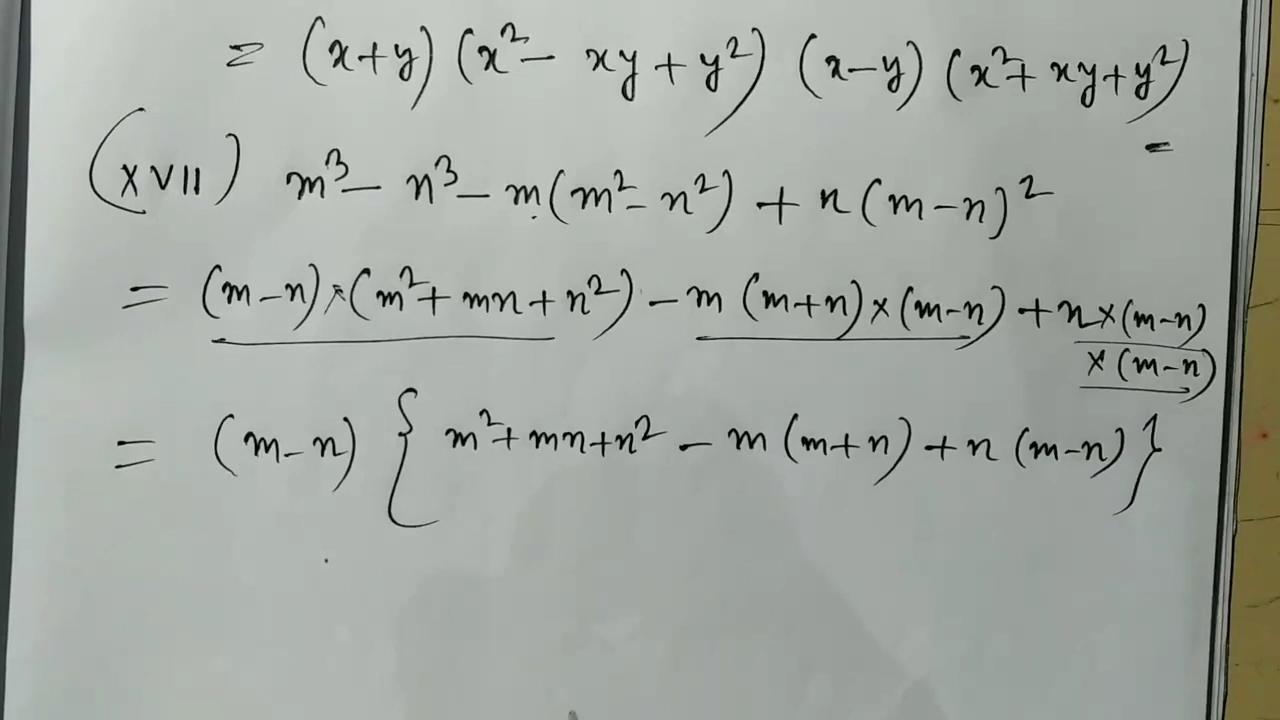 = (x+y) (x² - xy + y²) (x-y) (x² + xy + y²)
(XVII) m³ - n³ - m(m² - n²) + n(m-n)²
= (m-n) × (m² + mn + n²) - m (m+n) × (m-n) + n × (m-n)
× (m-n)
= (m-n) { m² + mn + n² - m (m+n) + n (m-n) }